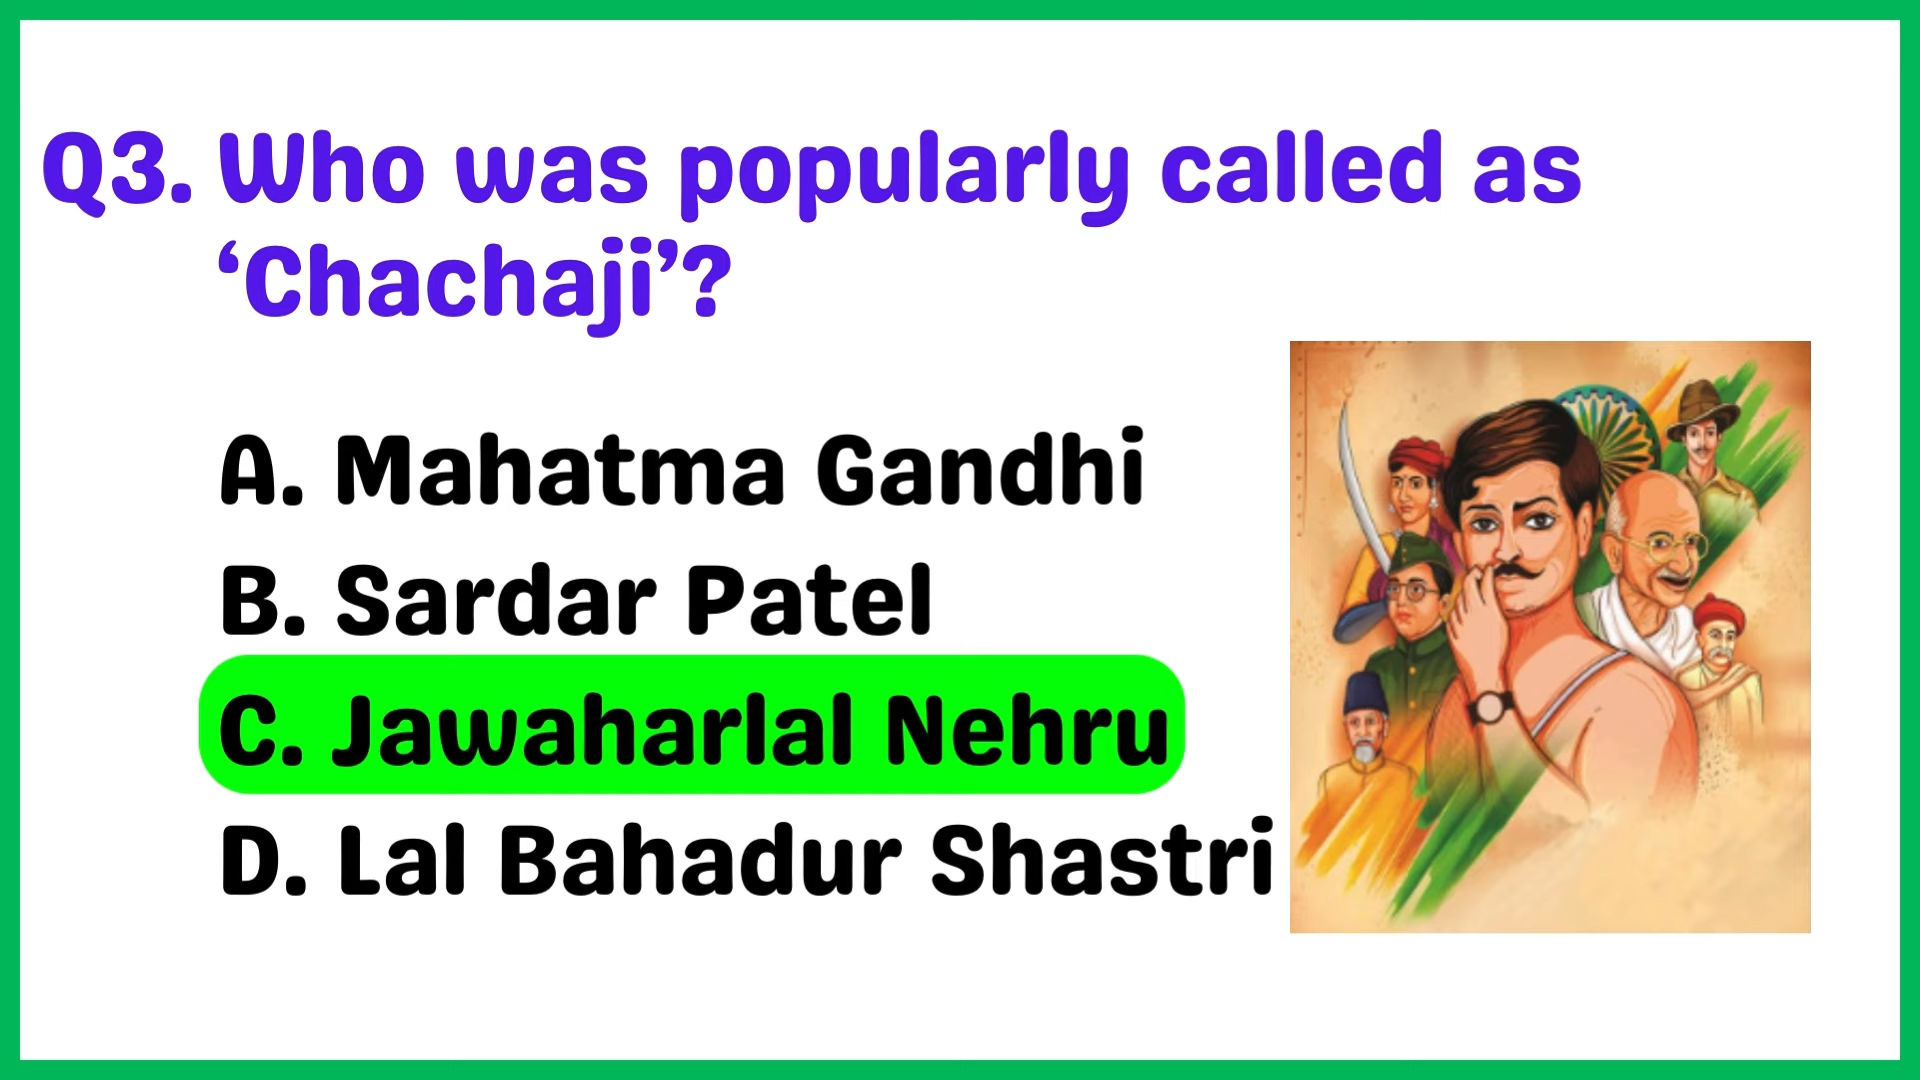 Q3. Who was popularly called as
‘Chachaji’?
A. Mahatma Gandhi
B. Sardar Patel
C. Jawaharlal Nehru
D. Lal Bahadur Shastri